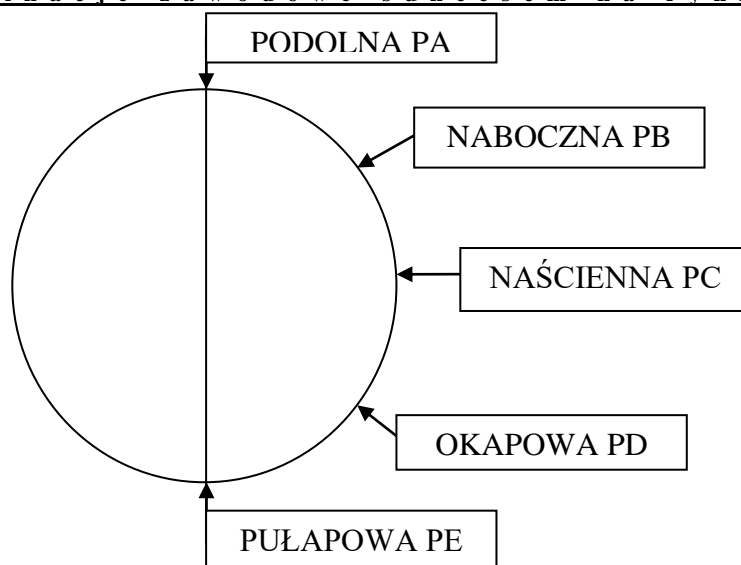 PODOLNA PA
NABOCZNA PB
NAŚCIENNA PC
OKAPOWA PD
PUŁAPOWA PE